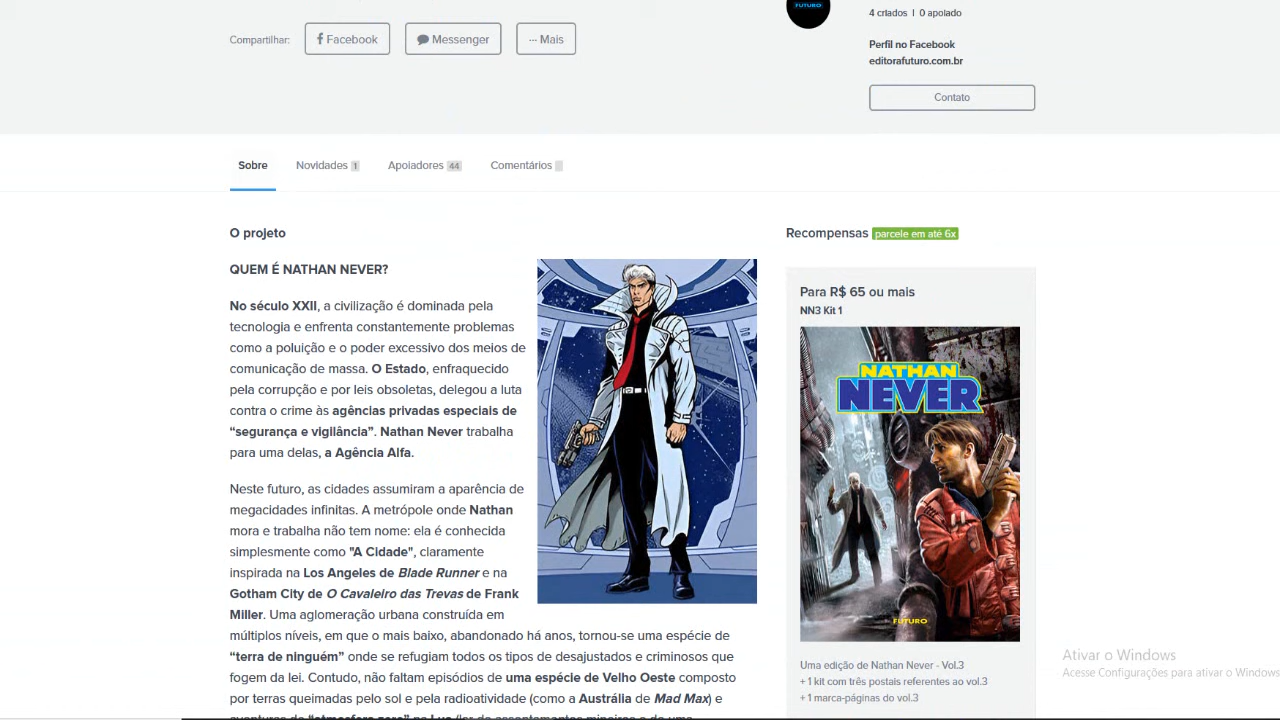 FUTURO
4 criados | 0 apoiado
Compartilhar:
Facebook
Messenger
··· Mais
Perfil no Facebook
editorafuturo.com.br
Contato
Sobre
Novidades 1
Apoiadores 44
Comentários
O projeto
QUEM É NATHAN NEVER?
No século XXII, a civilização é dominada pela
tecnologia e enfrenta constantemente problemas
como a poluição e o poder excessivo dos meios de
comunicação de massa. O Estado, enfraquecido
pela corrupção e por leis obsoletas, delegou a luta
contra o crime às agências privadas especiais de
“segurança e vigilância”. Nathan Never trabalha
para uma delas, a Agência Alfa.
Neste futuro, as cidades assumiram a aparência de
megacidades infinitas. A metrópole onde Nathan
mora e trabalha não tem nome: ela é conhecida
simplesmente como "A Cidade", claramente
inspirada na Los Angeles de Blade Runner e na
Gotham City de O Cavaleiro das Trevas de Frank
Miller. Uma aglomeração urbana construída em
múltiplos níveis, em que o mais baixo, abandonado há anos, tornou-se uma espécie de
“terra de ninguém” onde se refugiam todos os tipos de desajustados e criminosos que
fogem da lei. Contudo, não faltam episódios de uma espécie de Velho Oeste composto
por terras queimadas pelo sol e pela radioatividade (como a Austrália de Mad Max) e
Recompensas parcele em até 6x
Para R$ 65 ou mais
NN3 Kit 1
NATHAN
NEVER
FUTURO
Uma edição de Nathan Never - Vol.3
+ 1 kit com três postais referentes ao vol.3
+ 1 marca-páginas do vol.3
Ativar o Windows
Acesse Configurações para ativar o Windows